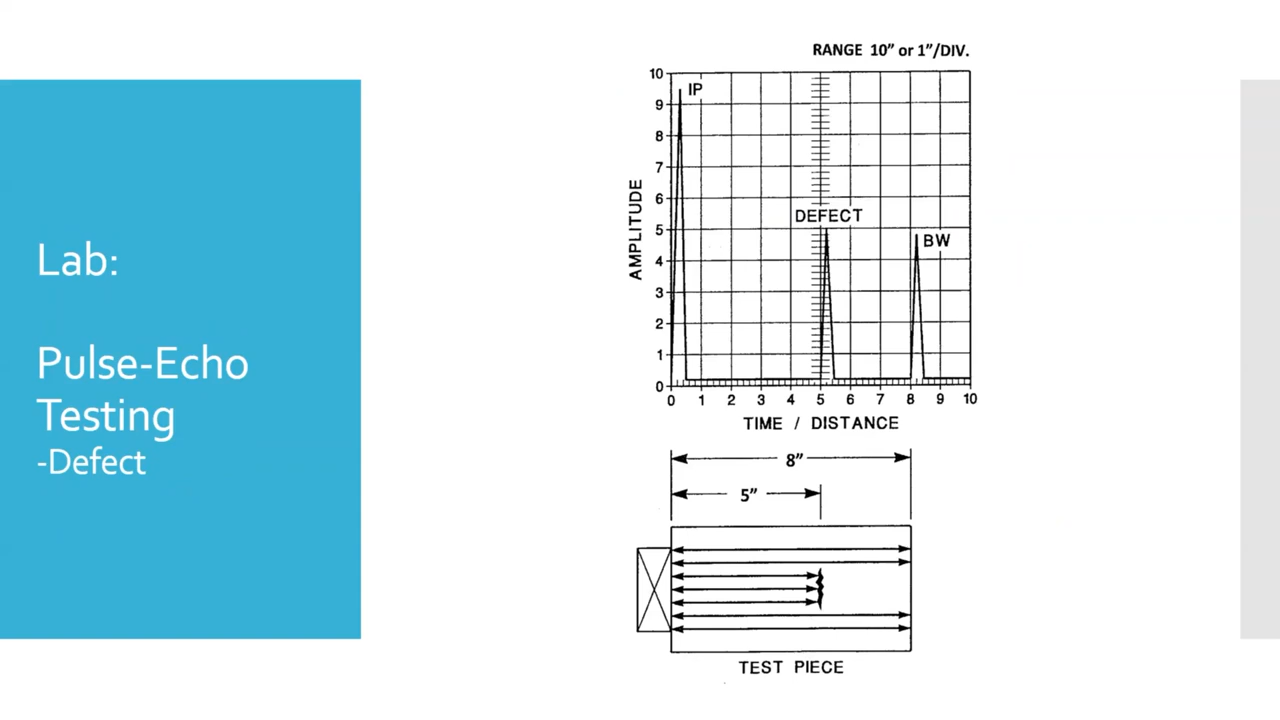 Lab:
Pulse-Echo
Testing
-Defect
RANGE 10” or 1”/DIV.
10
9
8
7
6
5
4
3
2
1
0
AMPLITUDE
IP
DEFECT
BW
0 1 2 3 4 5 6 7 8 9 10
TIME / DISTANCE
8”
5”
TEST PIECE